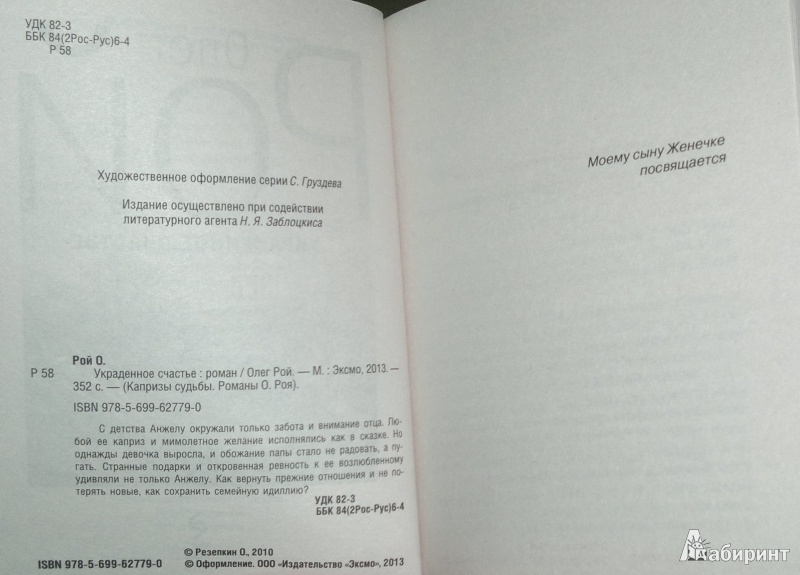 УДК 82-3
ББК 84(2Рос-Рус)6-4
Р 58
Художественное оформление серии С. Груздева
Издание осуществлено при содействии
литературного агента Н. Я. Заблоцкиса
Рой О.
Р 58 Украденное счастье : роман / Олег Рой. — М. : Эксмо, 2013. —
352 с. — (Капризы судьбы. Романы О. Роя).
ISBN 978-5-699-62779-0
С детства Анжелу окружали только забота и внимание отца. Лю-
бой ее каприз и мимолетное желание исполнялись как в сказке. Но
однажды девочка выросла, и обожание папы стало не радовать, а пу-
гать. Странные подарки и откровенная ревность к ее возлюбленному
удивляли не только Анжелу. Как вернуть прежние отношения и не по-
терять новые, как сохранить семейную идиллию?
УДК 82-3
ББК 84(2Рос-Рус)6-4
© Резепкин О., 2010
ISBN 978-5-699-62779-0 © Оформление. ООО «Издательство «Эксмо», 2013
Моему сыну Женечке
посвящается
Лабиринт